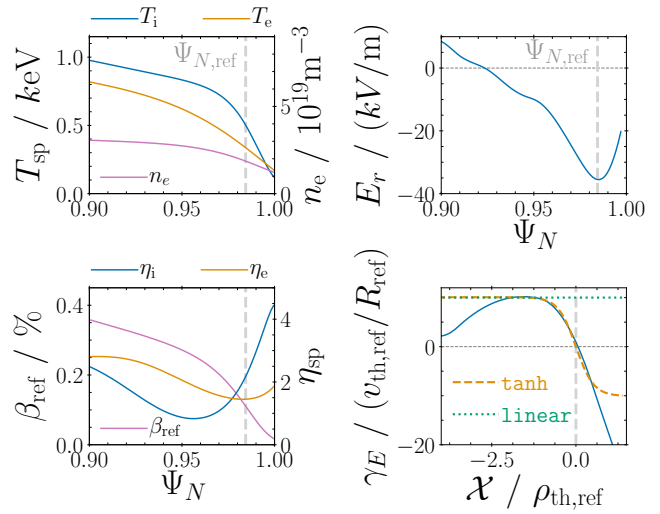 T_i T_e
T_sp / keV
1.0
0.5
0.0
Ψ_N,ref
n_e
5
0
n_e / 10^19 m^−3
0.90 0.95 1.00
E_r / (kV/m)
0
−20
−40
Ψ_N,ref
0.90 0.95 1.00
Ψ_N
η_i η_e
β_ref / %
0.4
0.2
0.0
β_ref
4
2
0
η_sp
0.90 0.95 1.00
Ψ_N
γ_E / (v_th,ref/R_ref)
0
−20
tanh
linear
−2.5 0.0
𝒳 / ρ_th,ref